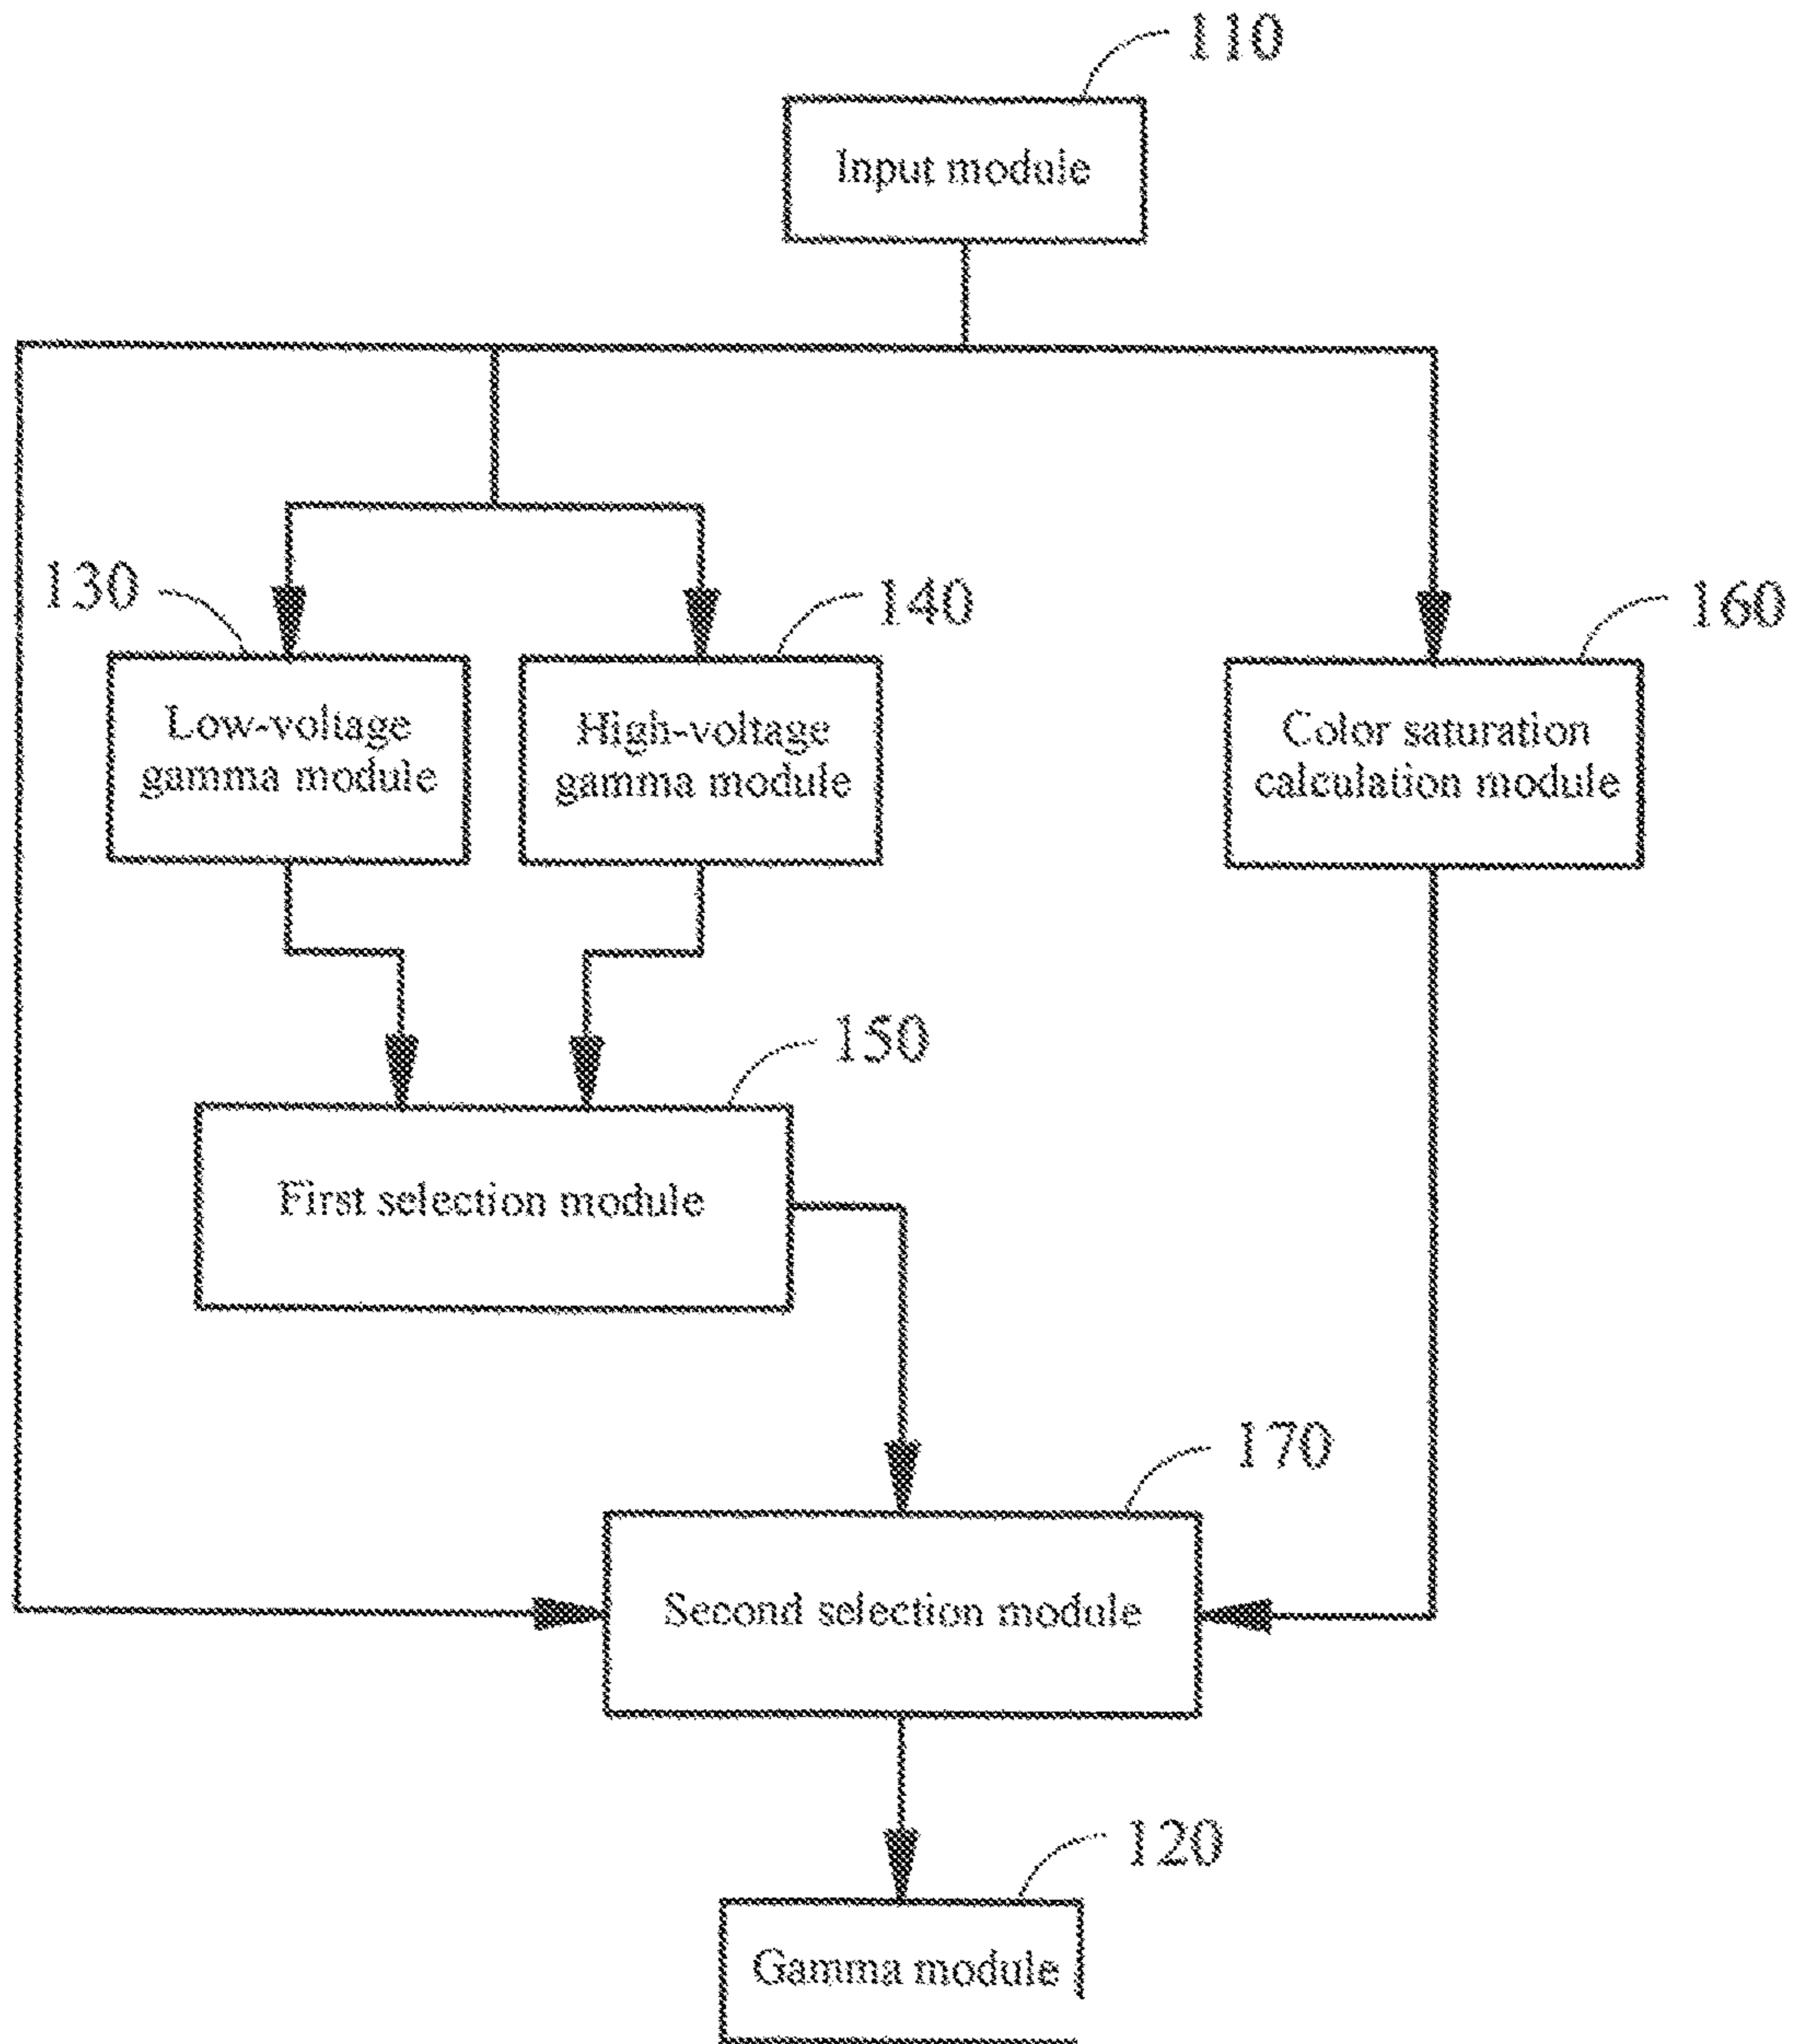 110
Input module
130
140
160
Low-voltage
gamma module
High-voltage
gamma module
Color saturation
calculation module
150
First selection module
170
Second selection module
120
Gamma module